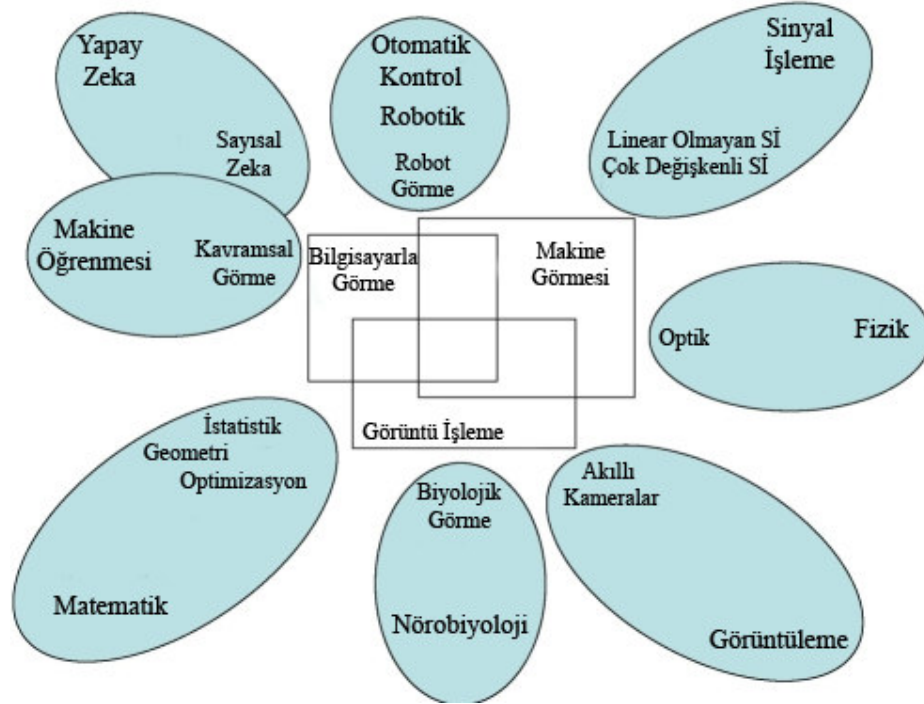 Yapay
Zeka
Sayısal
Zeka
Otomatik
Kontrol
Robotik
Robot
Görme
Sinyal
İşleme
Linear Olmayan Sİ
Çok Değişkenli Sİ
Makine
Öğrenmesi
Kavramsal
Görme
Bilgisayarla
Görme
Makine
Görmesi
Optik
Fizik
Görüntü İşleme
İstatistik
Geometri
Optimizasyon
Matematik
Biyolojik
Görme
Nörobiyoloji
Akıllı
Kameralar
Görüntüleme